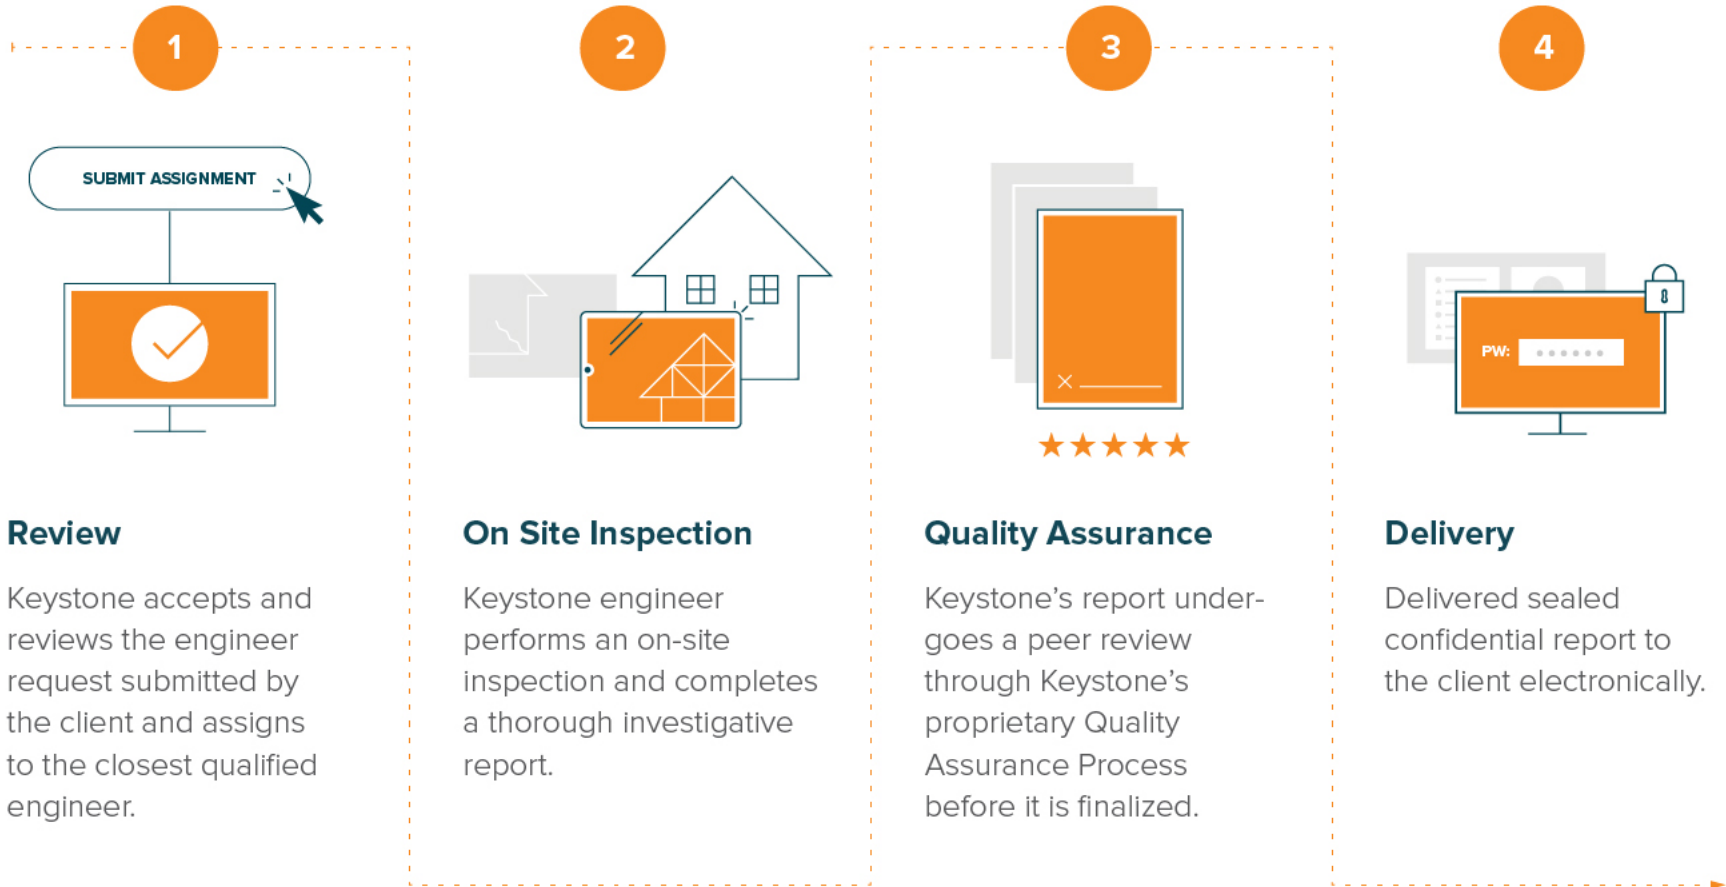 1
SUBMIT ASSIGNMENT
Review
Keystone accepts and
reviews the engineer
request submitted by
the client and assigns
to the closest qualified
engineer.
2
On Site Inspection
Keystone engineer
performs an on-site
inspection and completes
a thorough investigative
report.
3
Quality Assurance
Keystone’s report under-
goes a peer review
through Keystone’s
proprietary Quality
Assurance Process
before it is finalized.
4
PW:
Delivery
Delivered sealed
confidential report to
the client electronically.